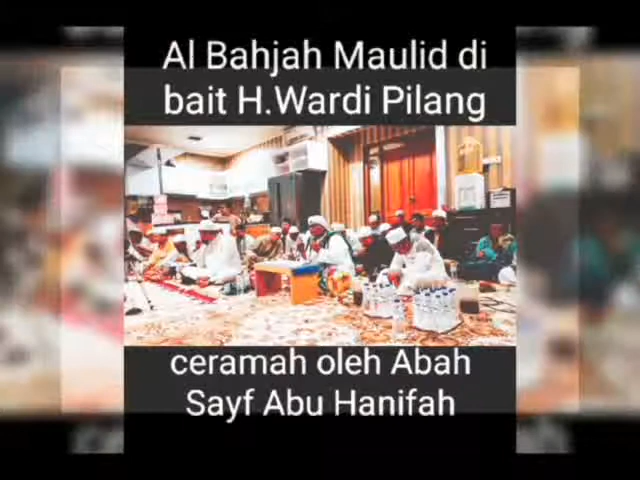 Al Bahjah Maulid di
bait H.Wardi Pilang
ceramah oleh Abah
Sayf Abu Hanifah